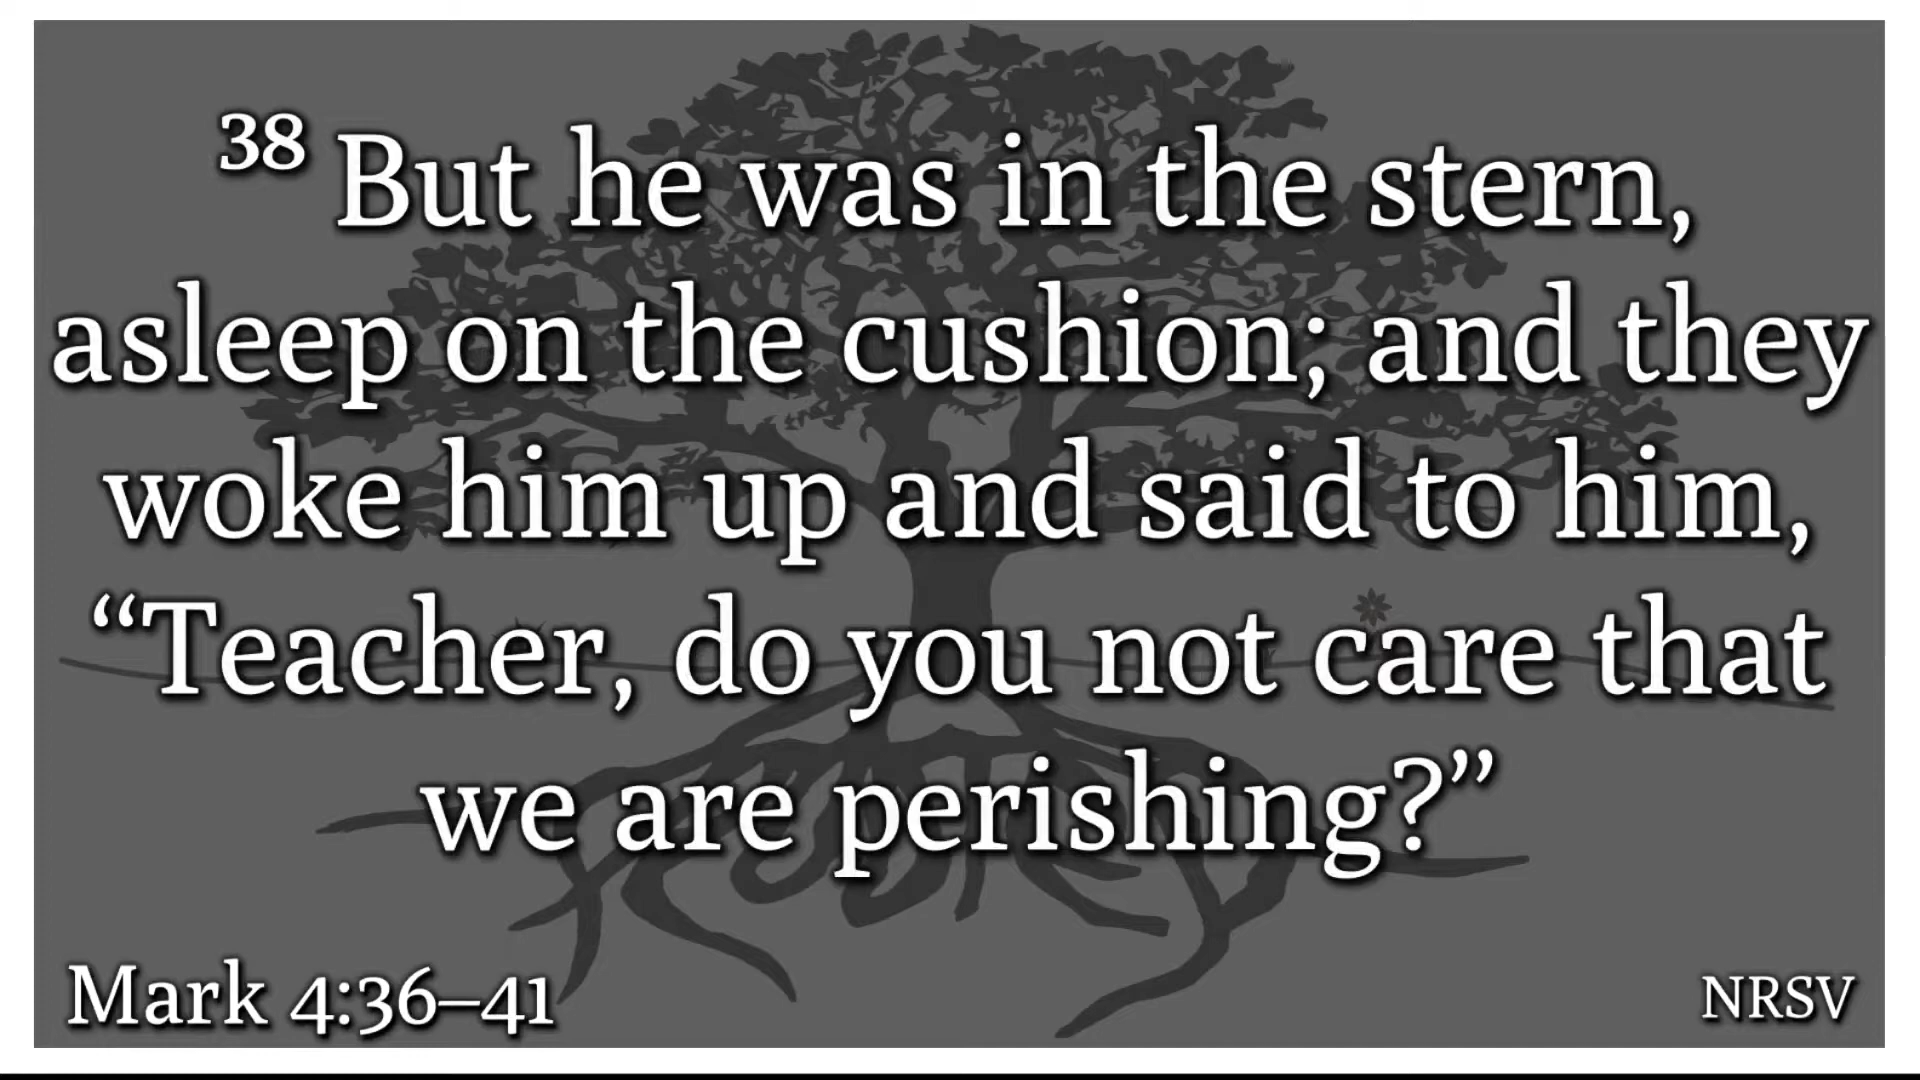 38 But he was in the stern,
asleep on the cushion; and they
woke him up and said to him,
“Teacher, do you not care that
we are perishing?”
Mark 4:36–41
NRSV